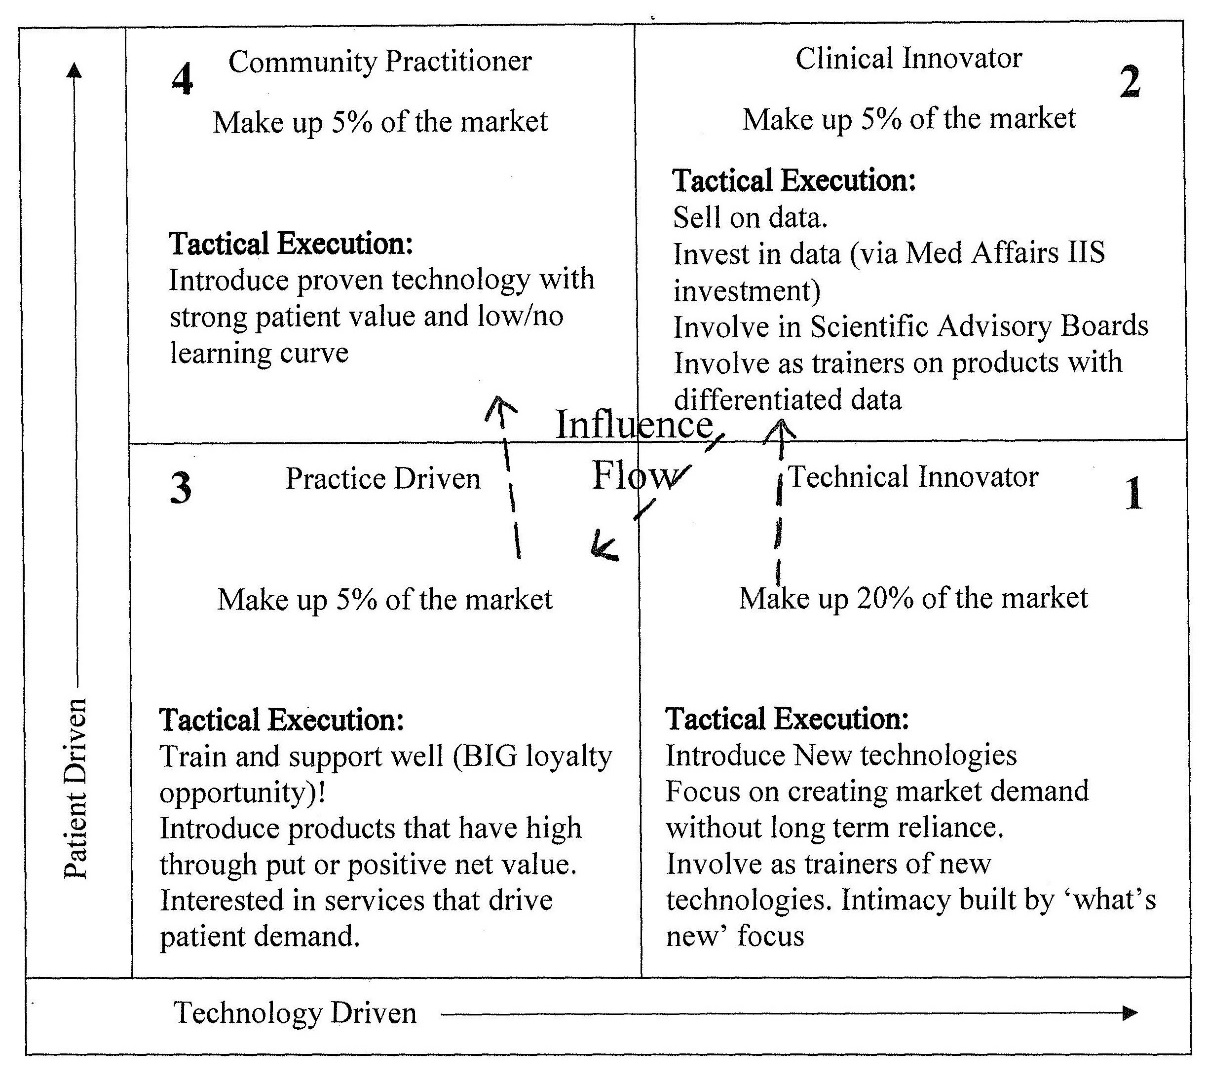 4
Community Practitioner
Make up 5% of the market
Tactical Execution:
Introduce proven technology with
strong patient value and low/no
learning curve
Clinical Innovator
2
Make up 5% of the market
Tactical Execution:
Sell on data.
Invest in data (via Med Affairs IIS
investment)
Involve in Scientific Advisory Boards
Involve as trainers on products with
differentiated data
Influence
Flow
3
Practice Driven
Make up 5% of the market
Tactical Execution:
Train and support well (BIG loyalty
opportunity)!
Introduce products that have high
through put or positive net value.
Interested in services that drive
patient demand.
Technical Innovator
1
Make up 20% of the market
Tactical Execution:
Introduce New technologies
Focus on creating market demand
without long term reliance.
Involve as trainers of new
technologies. Intimacy built by ‘what’s
new’ focus
Patient Driven
Technology Driven